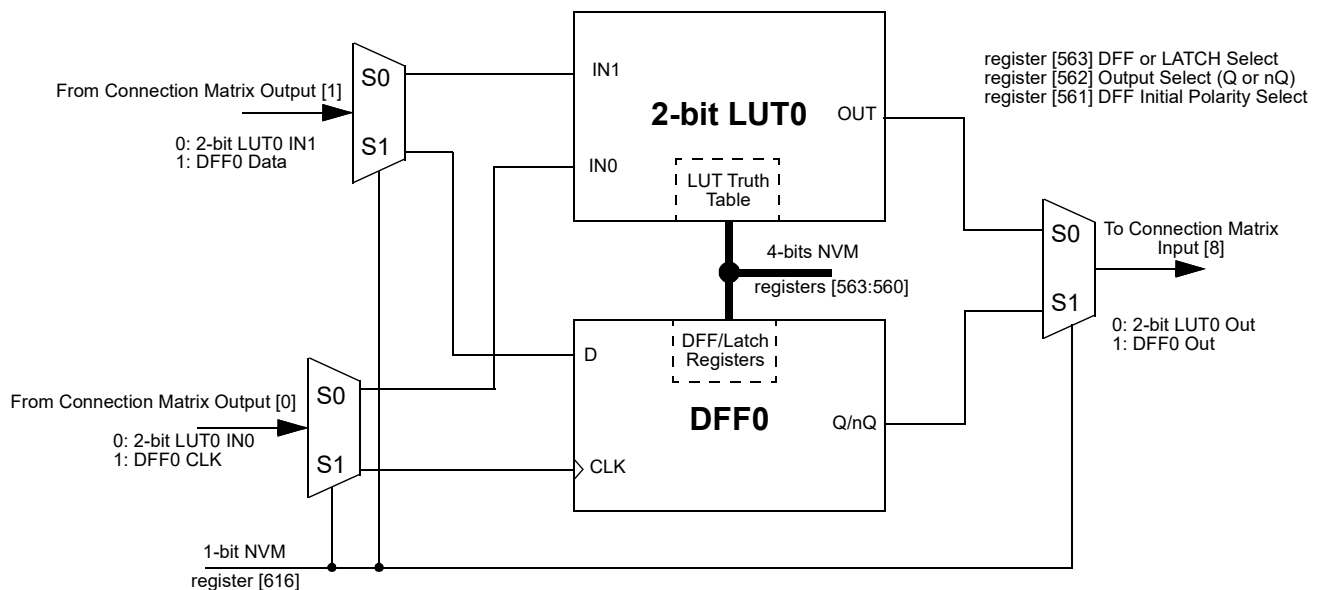 From Connection Matrix Output [1]
0: 2-bit LUT0 IN1
1: DFF0 Data
S0
S1
IN1
IN0
2-bit LUT0
OUT
LUT Truth
Table
register [563] DFF or LATCH Select
register [562] Output Select (Q or nQ)
register [561] DFF Initial Polarity Select
4-bits NVM
registers [563:560]
S0
S1
To Connection Matrix
Input [8]
0: 2-bit LUT0 Out
1: DFF0 Out
From Connection Matrix Output [0]
0: 2-bit LUT0 IN0
1: DFF0 CLK
S0
S1
D
CLK
DFF/Latch
Registers
DFF0
Q/nQ
1-bit NVM
register [616]